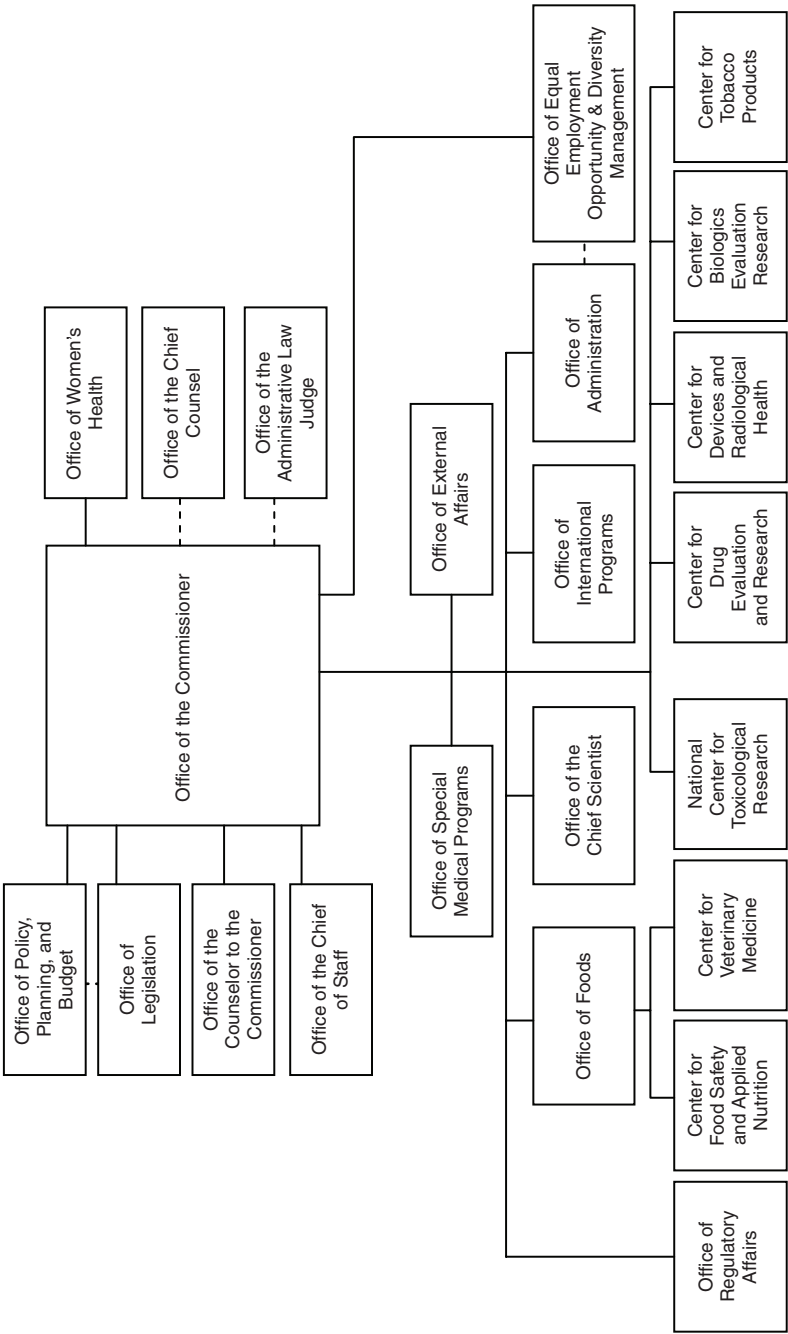 Office of the Commissioner
Office of Policy,
Planning, and
Budget
Office of
Legislation
Office of the
Counselor to the
Commissioner
Office of the Chief
of Staff
Office of Women's
Health
Office of the Chief
Counsel
Office of the
Administrative Law
Judge
Office of Special
Medical Programs
Office of External
Affairs
Office of Foods
Office of the
Chief Scientist
Office of
International
Programs
Office of
Administration
Office of Equal
Employment
Opportunity & Diversity
Management
Office of
Regulatory
Affairs
Center for
Food Safety
and Applied
Nutrition
Center for
Veterinary
Medicine
National
Center for
Toxicological
Research
Center for
Drug
Evaluation
and Research
Center for
Devices and
Radiological
Health
Center for
Biologics
Evaluation
Research
Center for
Tobacco
Products